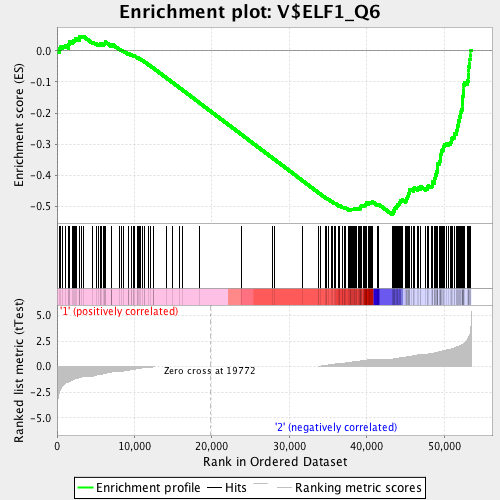 Enrichment plot: V$ELF1_Q6
Enrichment score (ES)
0.0
-0.1
-0.2
-0.3
-0.4
-0.5
'1' (positively correlated)
Ranked list metric (tTest)
5.0
2.5
0.0
-2.5
-5.0
Zero cross at 19772
'2' (negatively correlated)
0
10,000
20,000
30,000
40,000
50,000
Rank in Ordered Dataset
Enrichment profile
Hits
Ranking metric scores